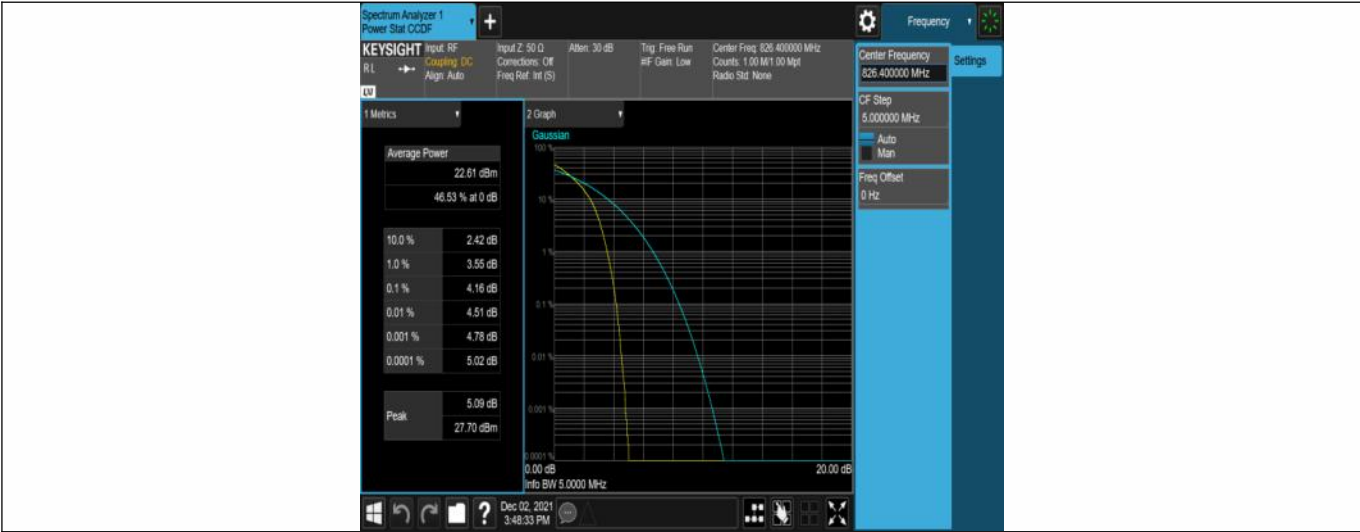 Spectrum Analyzer 1
Power Stat CCDF
+
Frequency
KEYSIGHT
RL
Input: RF
Coupling: DC
Align: Auto
Input Z: 50 Ω
Corrections: Off
Freq Ref: Int (S)
Atten: 30 dB
Trig: Free Run
#IF Gain: Low
Center Freq: 826.400000 MHz
Counts: 1.00 M/1.00 Mpt
Radio Std: None
Center Frequency
826.400000 MHz
Settings
CF Step
5.000000 MHz
Auto
Man
Freq Offset
0 Hz
1 Metrics
Average Power
22.61 dBm
46.53 % at 0 dB
10.0 % 2.42 dB
1.0 % 3.55 dB
0.1 % 4.16 dB
0.01 % 4.51 dB
0.001 % 4.78 dB
0.0001 % 5.02 dB
Peak
5.09 dB
27.70 dBm
2 Graph
Gaussian
100 %
10 %
1 %
0.1 %
0.01 %
0.001 %
0.0001 %
0.00 dB
20.00 dB
Info BW 5.0000 MHz
?
Dec 02, 2021
3:48:33 PM